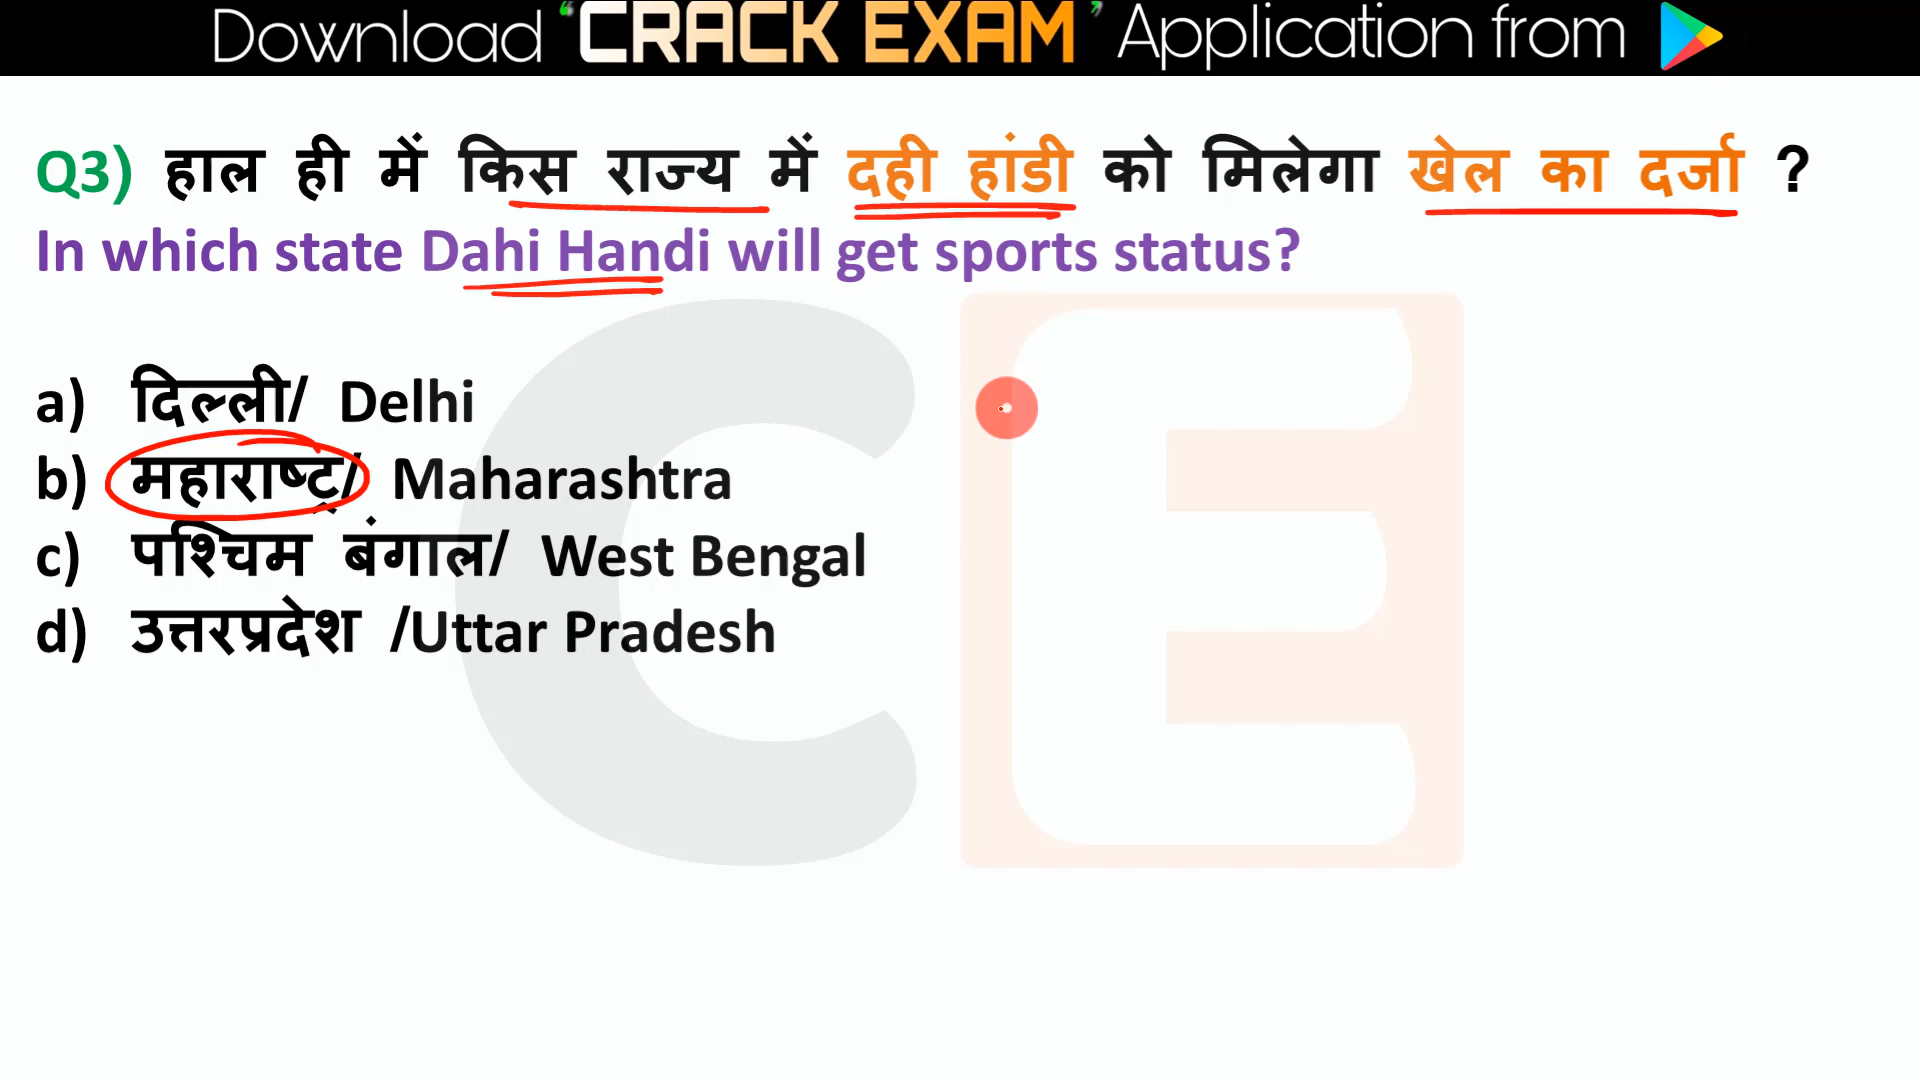 Download ‘CRACK EXAM’ Application from
Q3) हाल ही में किस राज्य में दही हांडी को मिलेगा खेल का दर्जा ?
In which state Dahi Handi will get sports status?
a) दिल्ली/ Delhi
b) महाराष्ट्र/ Maharashtra
c) पश्चिम बंगाल/ West Bengal
d) उत्तरप्रदेश /Uttar Pradesh
CE